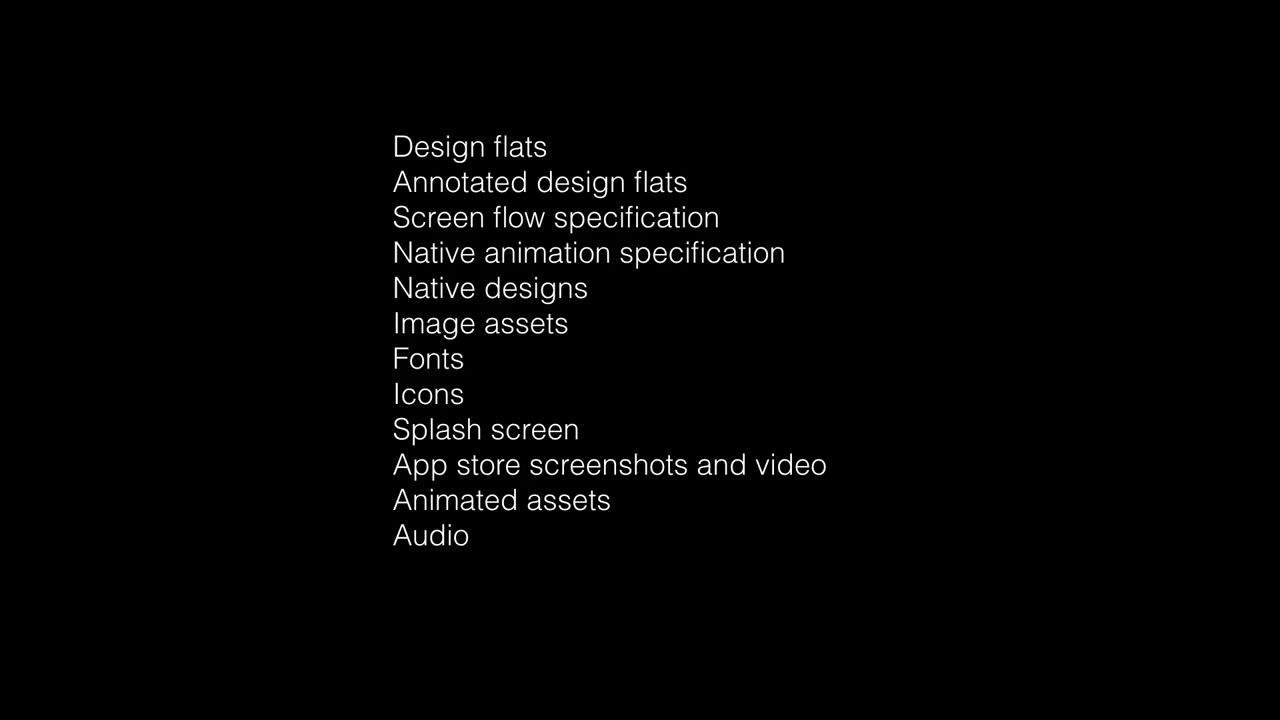 Design flats
Annotated design flats
Screen flow specification
Native animation specification
Native designs
Image assets
Fonts
Icons
Splash screen
App store screenshots and video
Animated assets
Audio